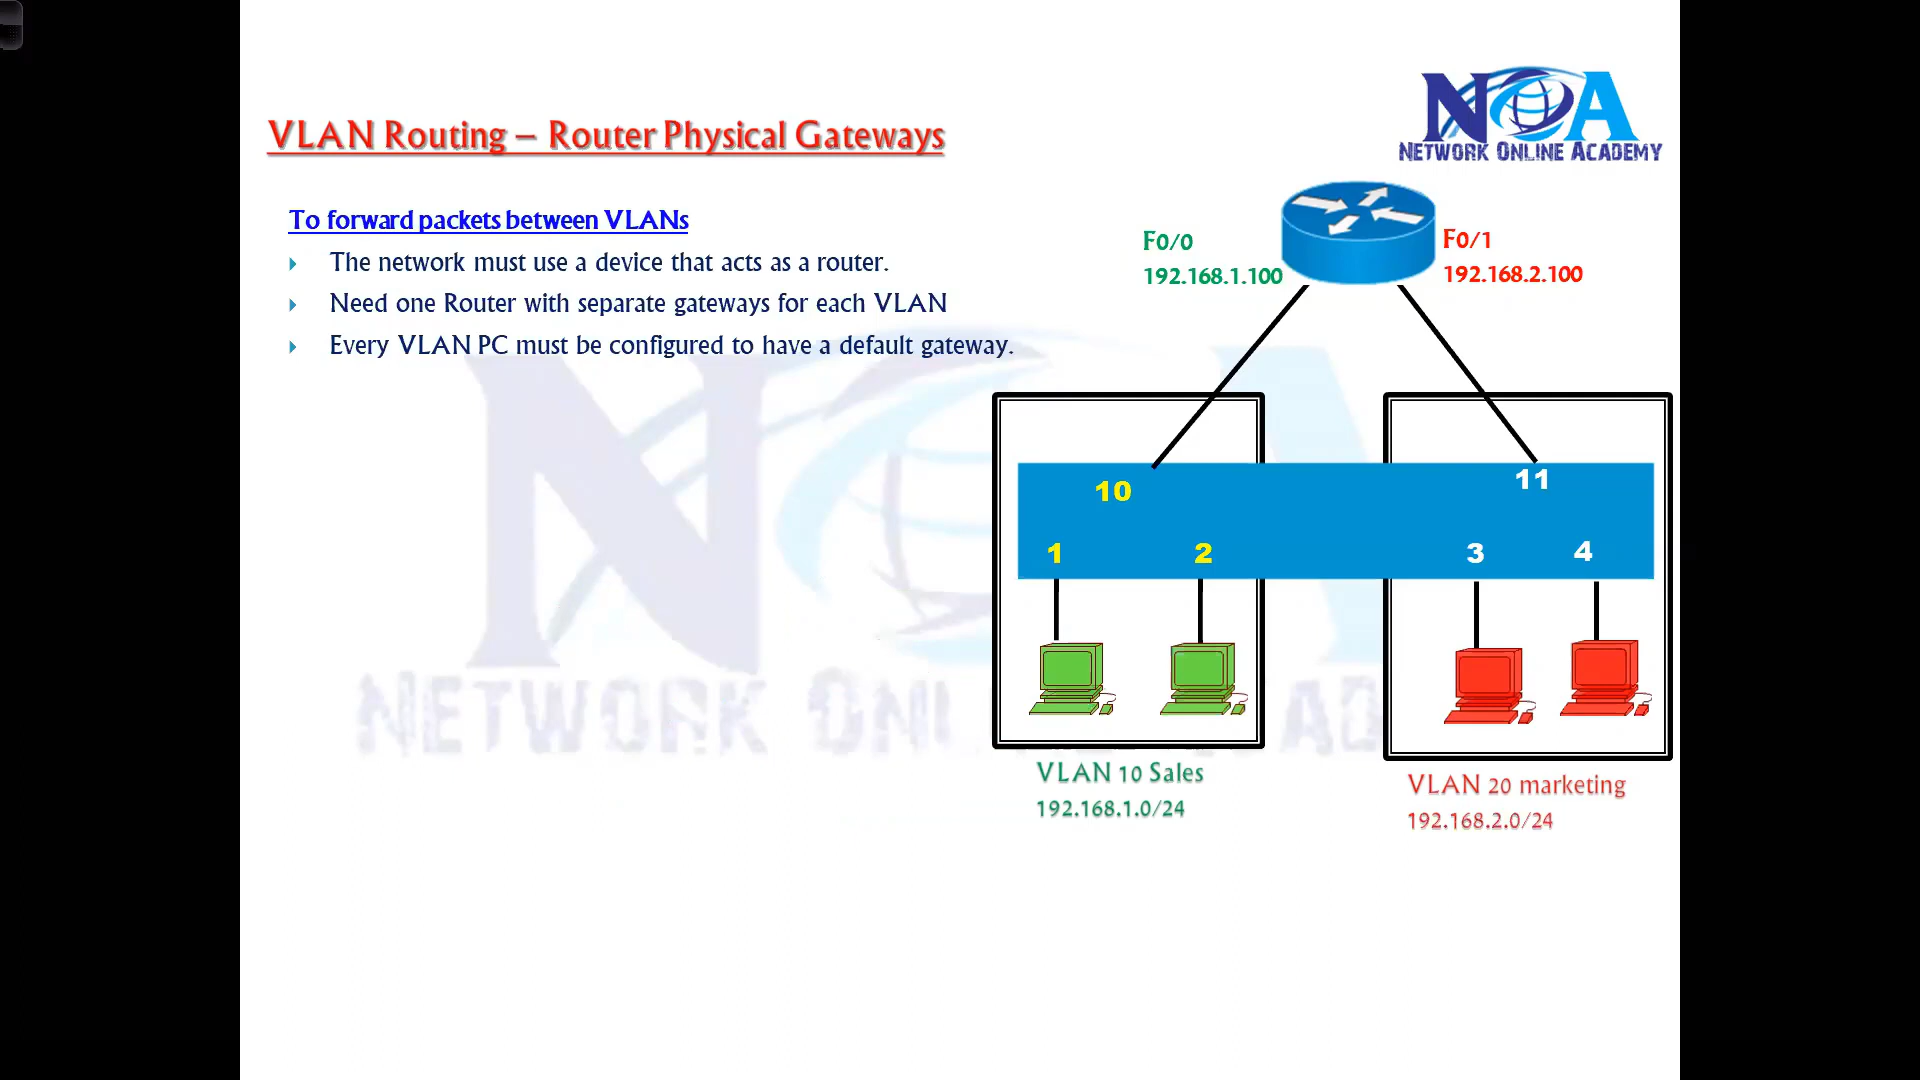 VLAN Routing – Router Physical Gateways
NOA
NETWORK ONLINE ACADEMY
To forward packets between VLANs
The network must use a device that acts as a router.
Need one Router with separate gateways for each VLAN
Every VLAN PC must be configured to have a default gateway.
F0/0
192.168.1.100
F0/1
192.168.2.100
10
11
1
2
3
4
VLAN 10 Sales
192.168.1.0/24
VLAN 20 marketing
192.168.2.0/24